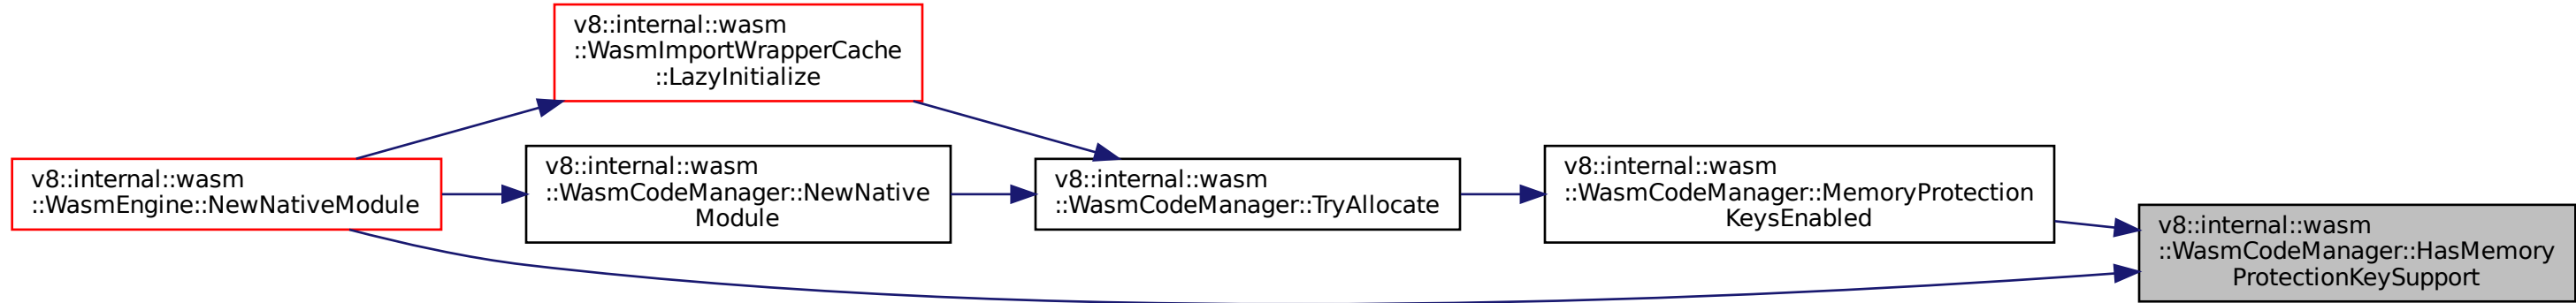 v8::internal::wasm
::WasmImportWrapperCache
::LazyInitialize
v8::internal::wasm
::WasmEngine::NewNativeModule
v8::internal::wasm
::WasmCodeManager::NewNative
Module
v8::internal::wasm
::WasmCodeManager::TryAllocate
v8::internal::wasm
::WasmCodeManager::MemoryProtection
KeysEnabled
v8::internal::wasm
::WasmCodeManager::HasMemory
ProtectionKeySupport